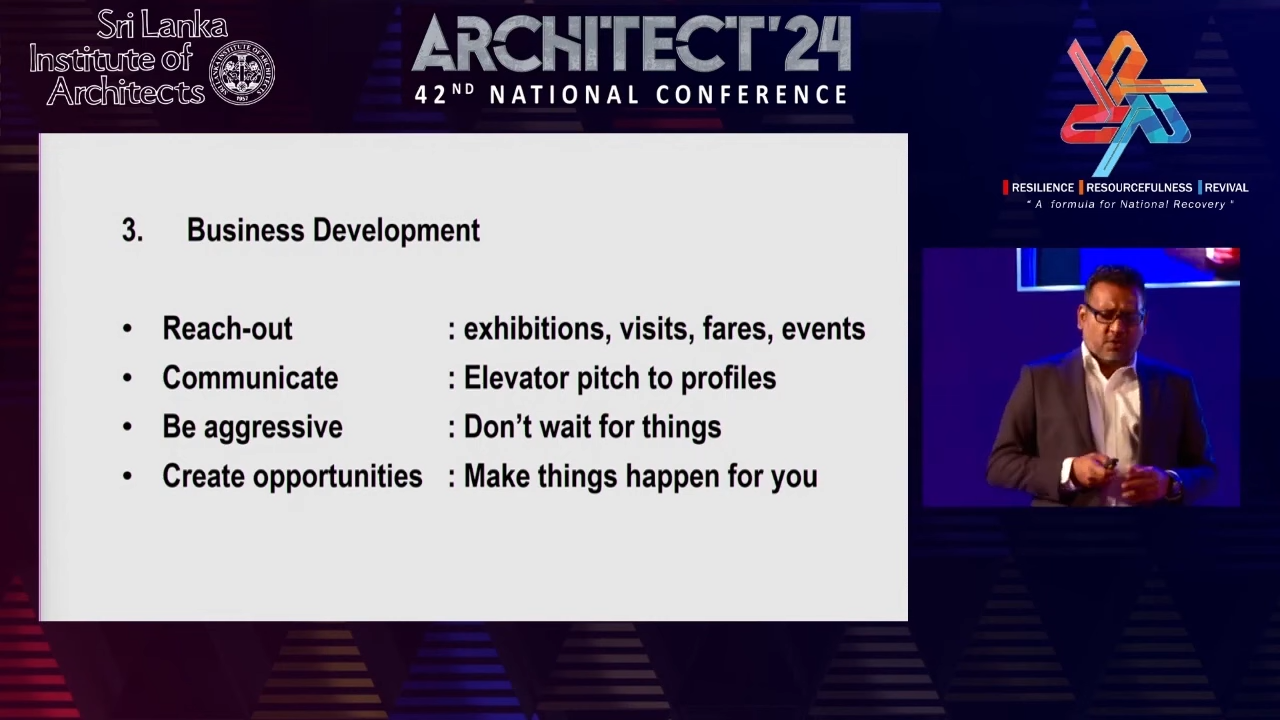 Sri Lanka
Institute of
Architects
1957
ARCHITECT'24
42ND NATIONAL CONFERENCE
RESILIENCE RESOURCEFULNESS REVIVAL
" A formula for National Recovery "
3. Business Development
• Reach-out : exhibitions, visits, fares, events
• Communicate : Elevator pitch to profiles
• Be aggressive : Don't wait for things
• Create opportunities : Make things happen for you